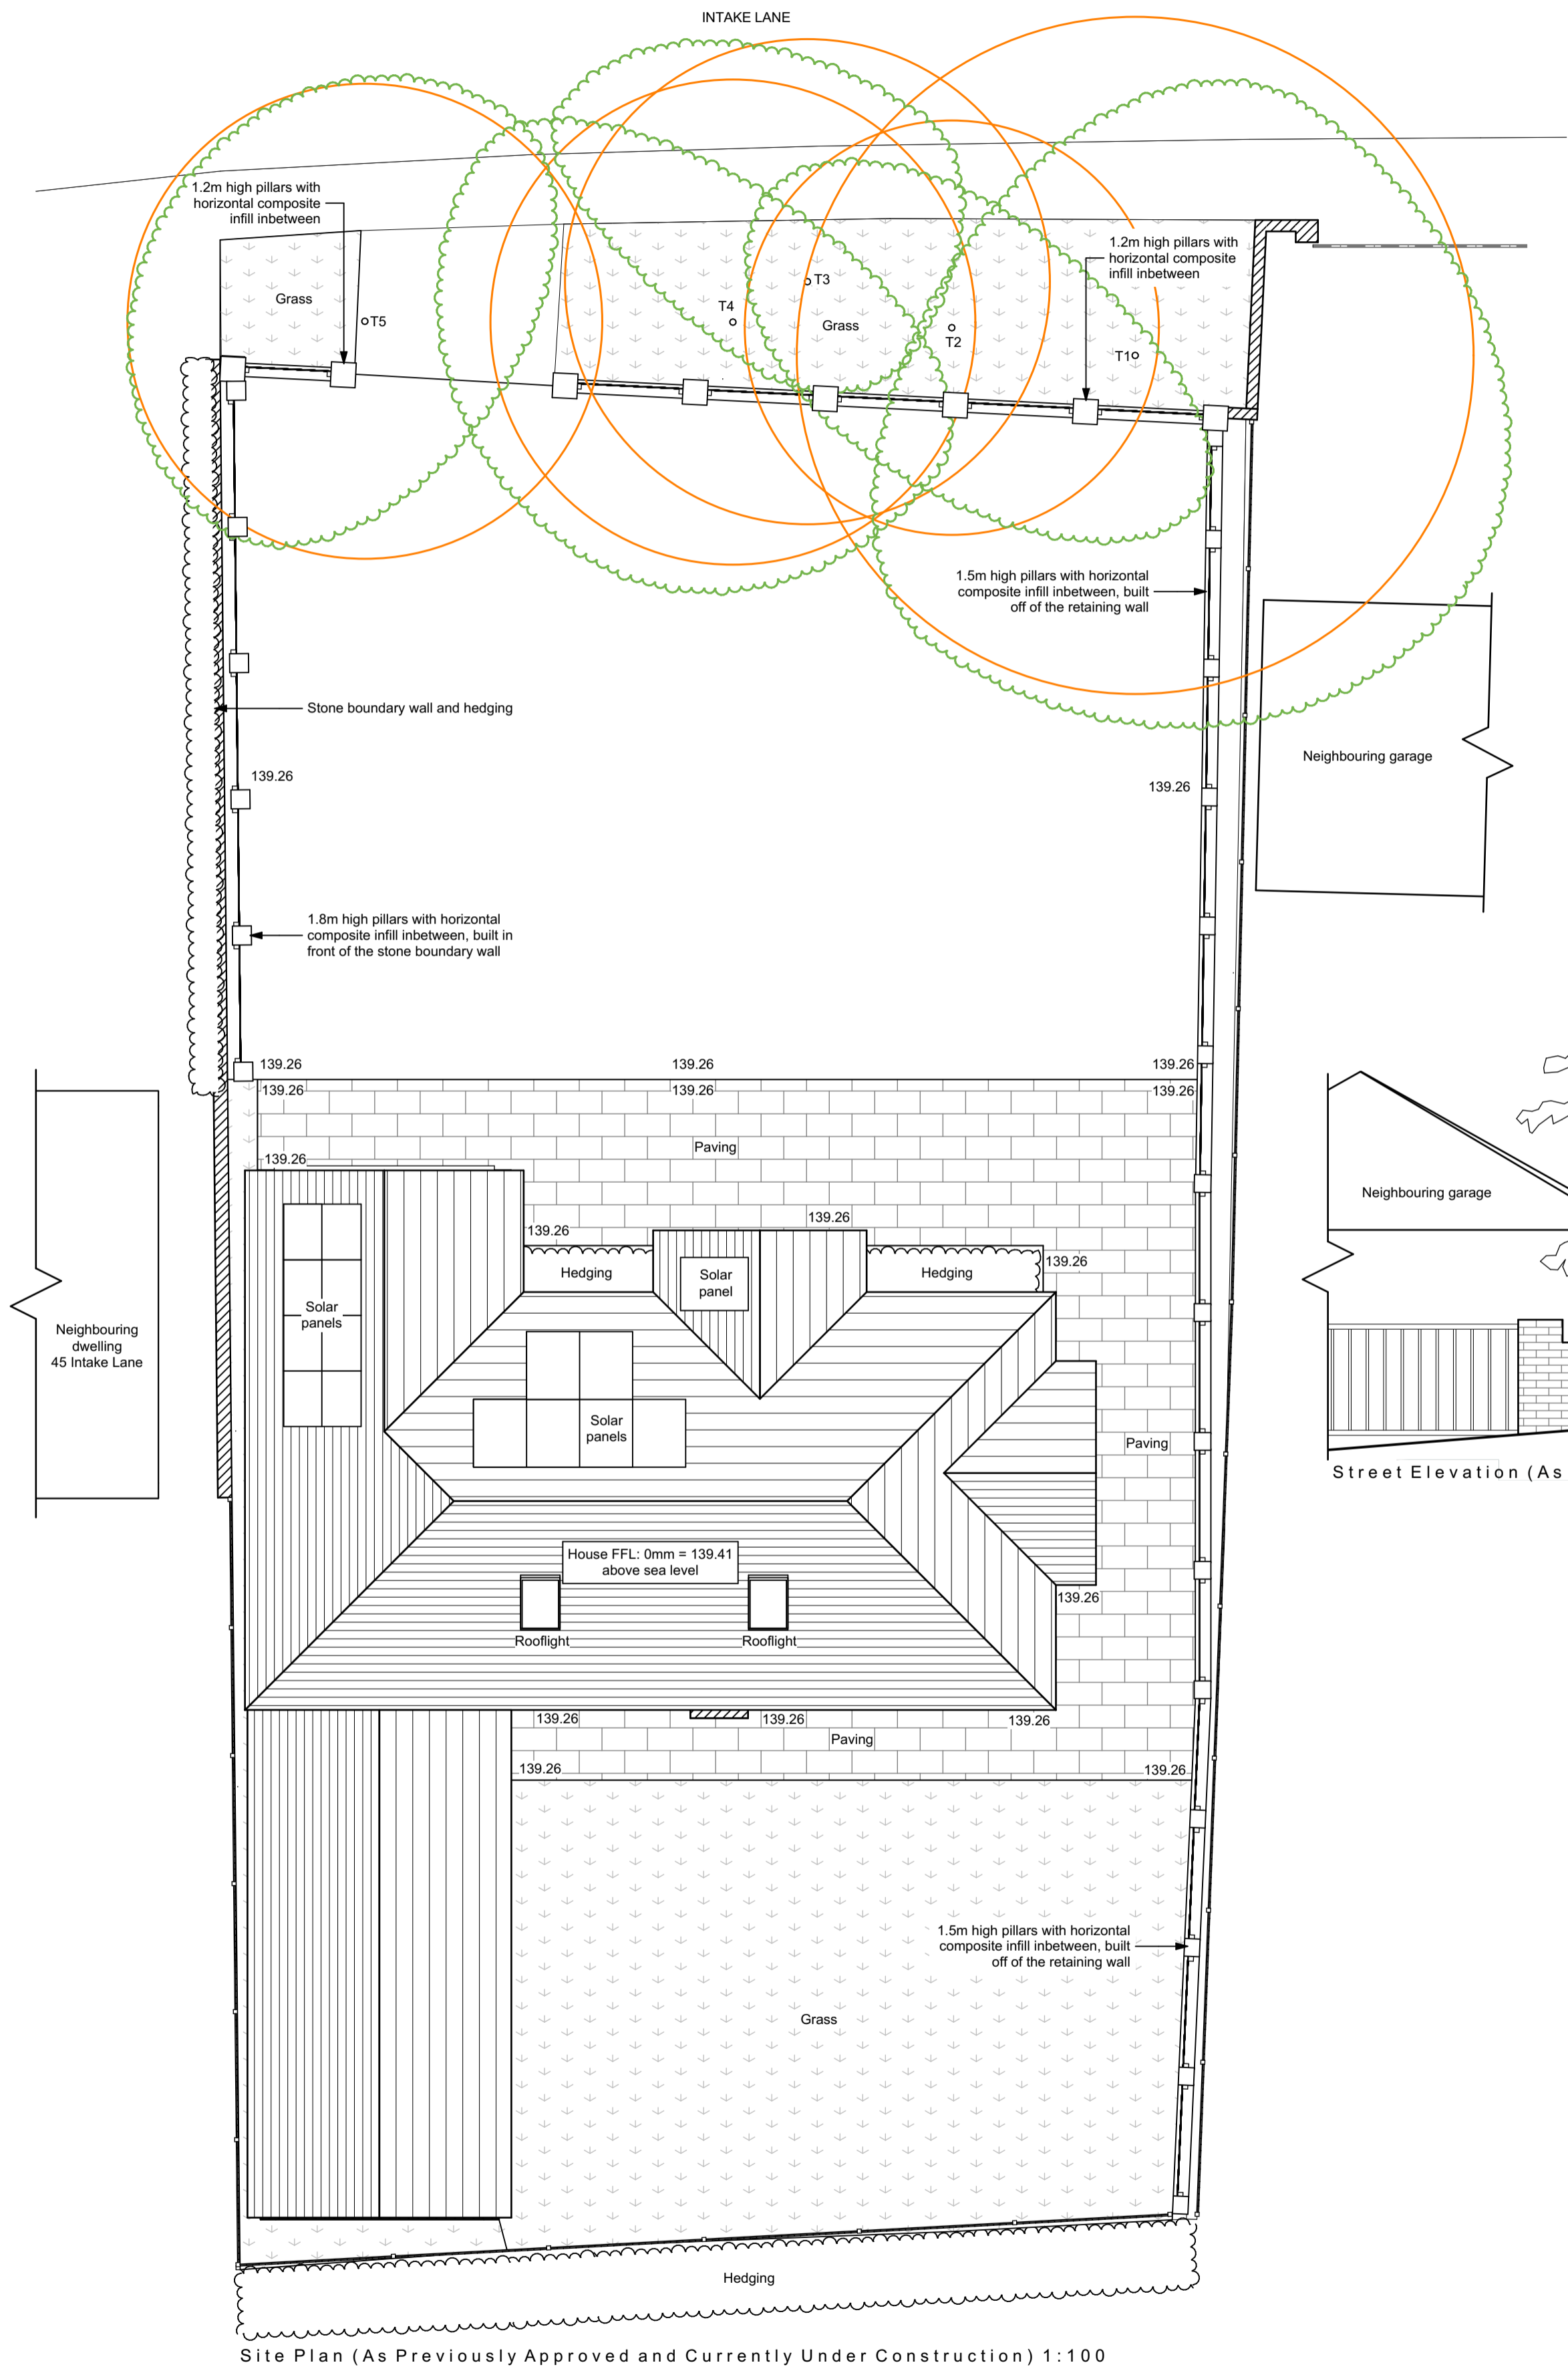 INTAKE LANE
1.2m high pillars with
horizontal composite
infill inbetween
1.2m high pillars with
horizontal composite
infill inbetween
Grass
T5
T4
T3
Grass
T2
T1
1.5m high pillars with horizontal
composite infill inbetween, built
off of the retaining wall
Stone boundary wall and hedging
Neighbouring garage
139.26
139.26
1.8m high pillars with horizontal
composite infill inbetween, built in
front of the stone boundary wall
139.26
139.26
139.26
139.26
139.26
139.26
Paving
139.26
139.26
139.26
139.26
Hedging
Solar
panel
Hedging
Neighbouring garage
Solar
panels
Neighbouring
dwelling
45 Intake Lane
Solar
panels
Paving
Street Elevation (As
House FFL: 0mm = 139.41
above sea level
139.26
Rooflight
Rooflight
139.26
139.26
139.26
Paving
139.26
139.26
1.5m high pillars with horizontal
composite infill inbetween, built
off of the retaining wall
Grass
Hedging
Site Plan (As Previously Approved and Currently Under Construction) 1:100